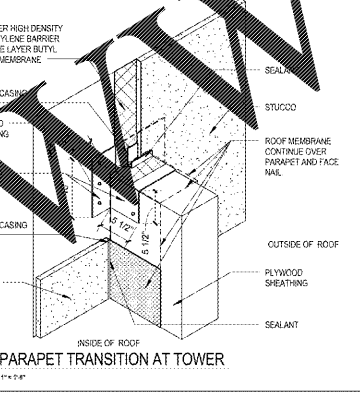 ER HIGH DENSITY
YLENE BARRIER
E LAYER BUTYL
MEMBRANE
CASING
NG
CASING
SEALANT
STUCCO
ROOF MEMBRANE
CONTINUE OVER
PARAPET AND FACE
NAIL.
5 1/2"
5 1/2"
OUTSIDE OF ROOF
PLYWOOD
SHEATHING
SEALANT
INSIDE OF ROOF
PARAPET TRANSITION AT TOWER